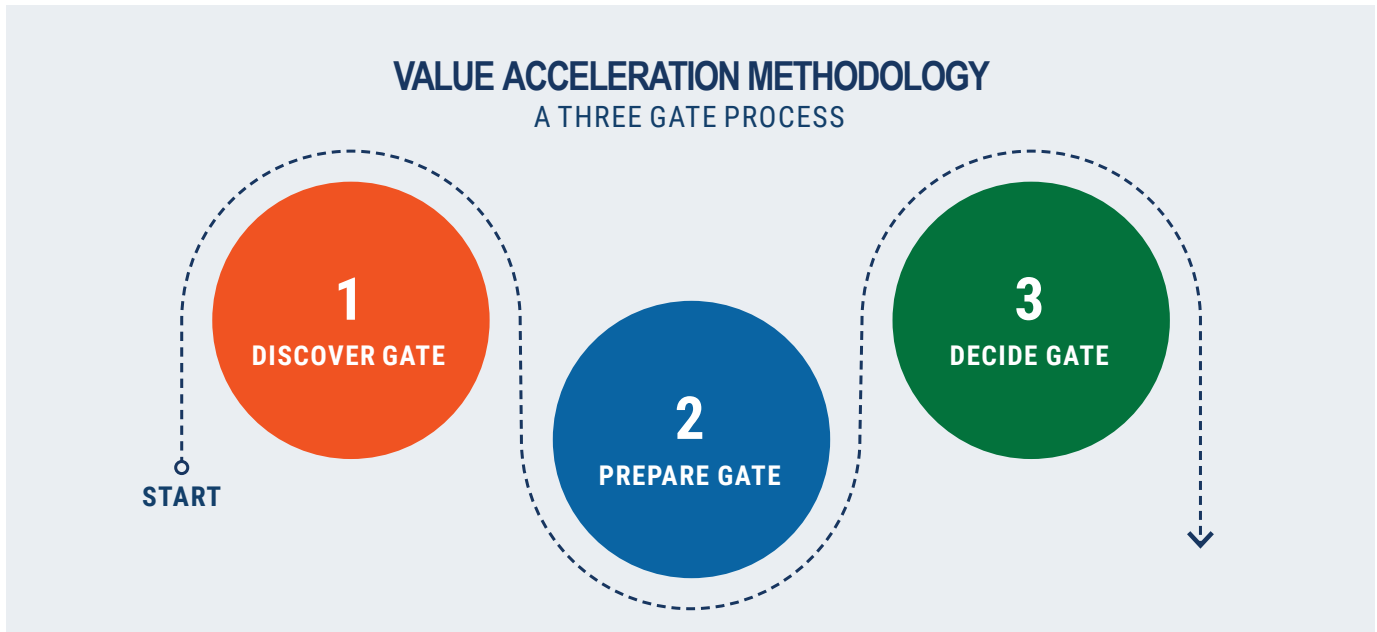 VALUE ACCELERATION METHODOLOGY
A THREE GATE PROCESS
1
DISCOVER GATE
2
PREPARE GATE
3
DECIDE GATE
START